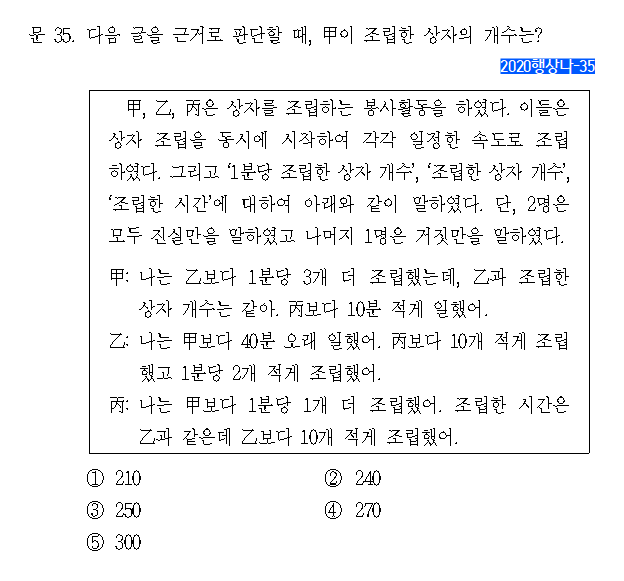 문 35. 다음 글을 근거로 판단할 때, 甲이 조립한 상자의 개수는?
2020행상나-35
甲, 乙, 丙은 상자를 조립하는 봉사활동을 하였다. 이들은
상자 조립을 동시에 시작하여 각각 일정한 속도로 조립
하였다. 그리고 ‘1분당 조립한 상자 개수’, ‘조립한 상자 개수’,
‘조립한 시간’에 대하여 아래와 같이 말하였다. 단, 2명은
모두 진실만을 말하였고 나머지 1명은 거짓만을 말하였다.
甲: 나는 乙보다 1분당 3개 더 조립했는데, 乙과 조립한
상자 개수는 같아. 丙보다 10분 적게 일했어.
乙: 나는 甲보다 40분 오래 일했어. 丙보다 10개 적게 조립
했고 1분당 2개 적게 조립했어.
丙: 나는 甲보다 1분당 1개 더 조립했어. 조립한 시간은
乙과 같은데 乙보다 10개 적게 조립했어.
① 210
② 240
③ 250
④ 270
⑤ 300